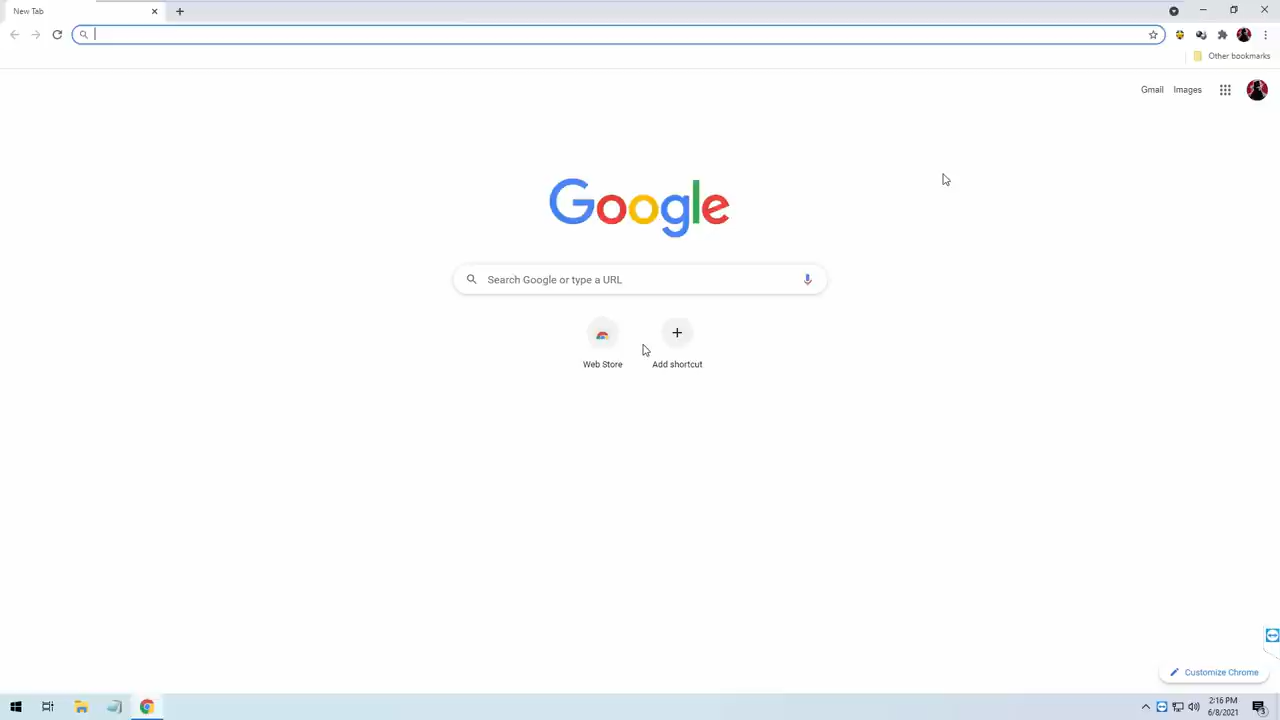 New Tab
Other bookmarks
Gmail Images
Google
Search Google or type a URL
Web Store
Add shortcut
Customize Chrome
2:16 PM
6/8/2021
3